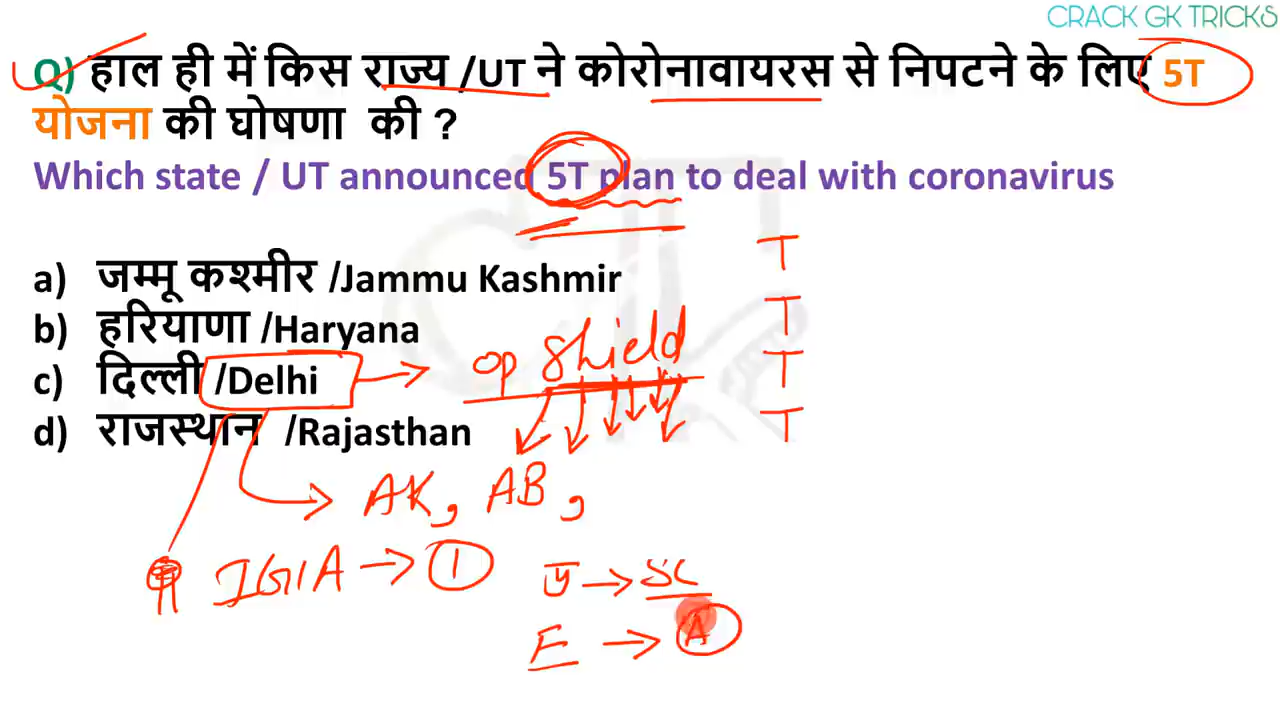 CRACK GK TRICKS
Q) हाल ही में किस राज्य /UT ने कोरोनावायरस से निपटने के लिए 5T
योजना की घोषणा की ?
Which state / UT announced 5T plan to deal with coronavirus
a) जम्मू कश्मीर /Jammu Kashmir
b) हरियाणा /Haryana
c) दिल्ली /Delhi
d) राजस्थान /Rajasthan
T
T
T
T
op Shield
AK, AB,
IGIA → 1
→ SC
F → A